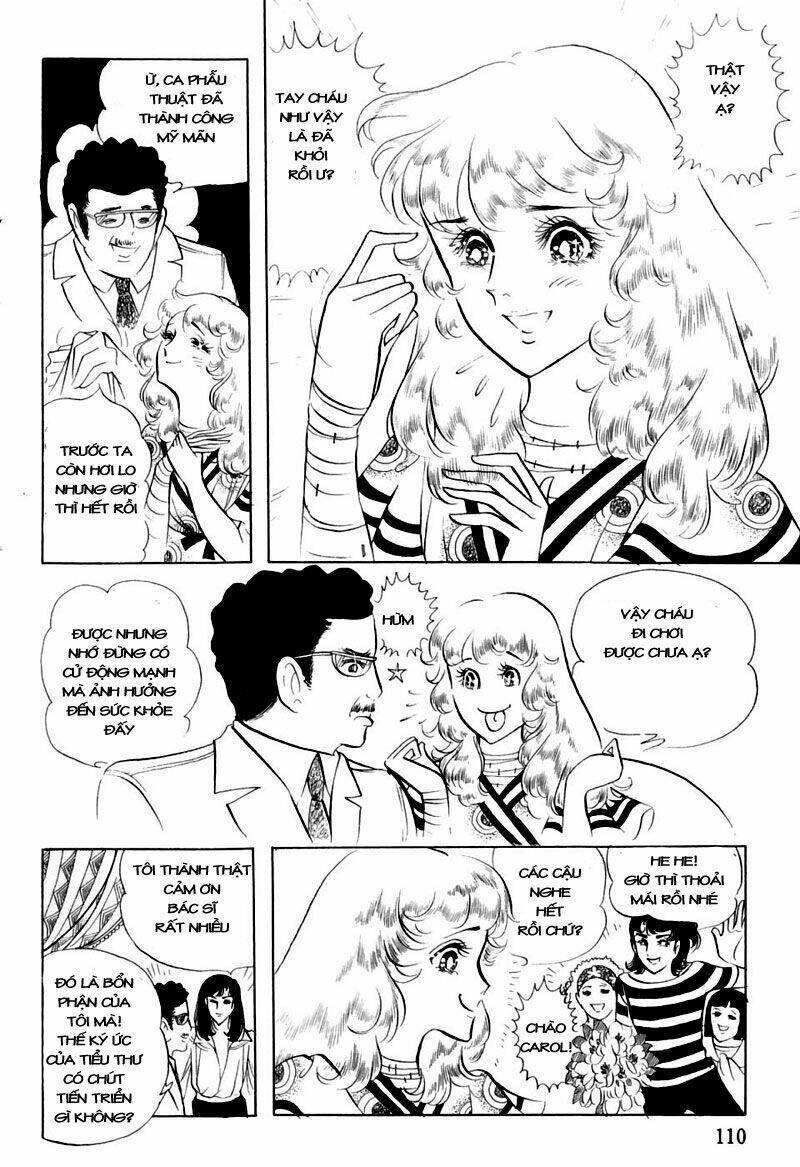 THẬT
VẬY
Ạ?
TAY CHÁU
NHƯ VẬY
LÀ ĐÃ
KHỎI
RỒI Ư?
Ừ, CA PHẪU
THUẬT ĐÃ
THÀNH CÔNG
MỸ MÃN
TRƯỚC TA
CÒN HƠI LO
NHƯNG GIỜ
THÌ HẾT RỒI
VẬY CHÁU
ĐI CHƠI
ĐƯỢC CHƯA Ạ?
HỪM
ĐƯỢC NHƯNG
NHỚ ĐỪNG CÓ
CỬ ĐỘNG MẠNH
MÀ ẢNH HƯỞNG
ĐẾN SỨC KHỎE
ĐẤY
HE HE!
GIỜ THÌ THOẢI
MÁI RỒI NHÉ
CÁC CẬU
NGHE
HẾT
RỒI CHỨ?
CHÀO
CAROL!
TÔI THÀNH THẬT
CẢM ƠN
BÁC SĨ
RẤT NHIỀU
ĐÓ LÀ BỔN
PHẬN CỦA
TÔI MÀ!
THẾ KÝ ỨC
CỦA TIỂU THƯ
CÓ CHÚT
TIẾN TRIỂN
GÌ KHÔNG?
110